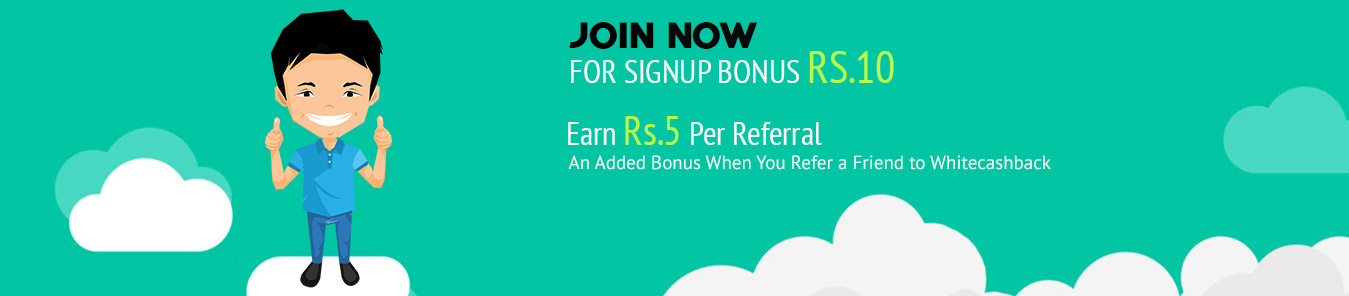 JOIN NOW
FOR SIGNUP BONUS RS.10
Earn Rs.5 Per Referral
An Added Bonus When You Refer a Friend to Whitecashback